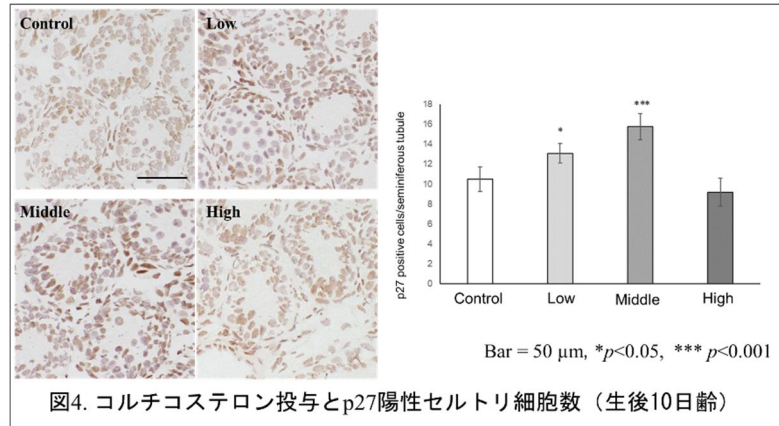 Control
Low
Middle
High
p27 positive cells/seminiferous tubule
18
16
14
12
10
8
6
4
2
0
*
***
Control
Low
Middle
High
Bar = 50 μm, *p<0.05, *** p<0.001
図4. コルチコステロン投与とp27陽性セルトリ細胞数（生後10日齢）